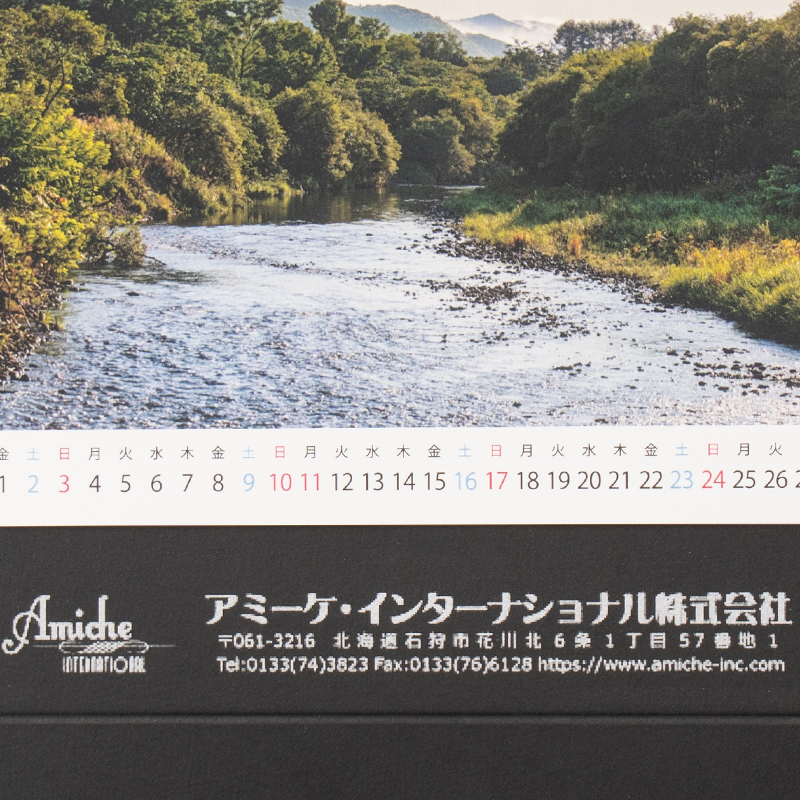 金 土 日 月 火 水 木 金 土 日 月 火 水 木 金 土 日 月 火 水 木 金 土 日 月 火
1 2 3 4 5 6 7 8 9 10 11 12 13 14 15 16 17 18 19 20 21 22 23 24 25 26 2
Amiche
INTERNATIONAL
アミーケ・インターナショナル株式会社
〒061-3216 北海道石狩市花川北6条1丁目57番地1
Tel:0133(74)3823 Fax:0133(76)6128 https://www.amiche-inc.com